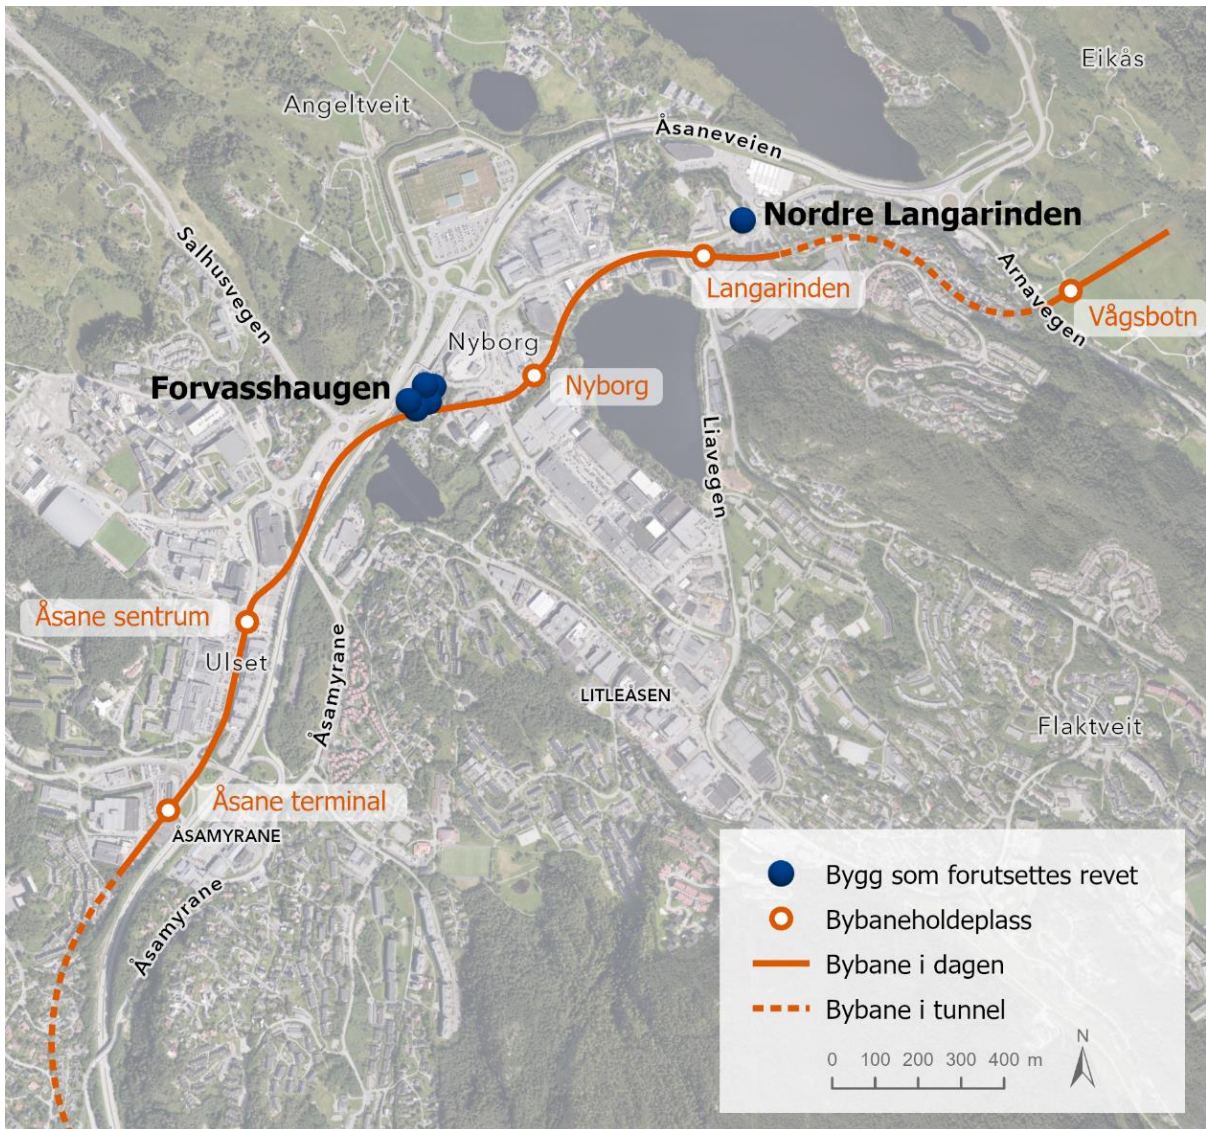 Eikås
Angeltveit
Åsaneveien
Nordre Langarinden
Salhusvegen
Arnavegen
Langarinden
Vågsbotn
Nyborg
Forvasshaugen
Nyborg
Liavegen
Åsane sentrum
Ulset
Åsamyrane
LITLEÅSEN
Flaktveit
Åsane terminal
ÅSAMYRANE
Åsamyrane
Bygg som forutsettes revet
Bybaneholdeplass
Bybane i dagen
Bybane i tunnel
N
0 100 200 300 400 m